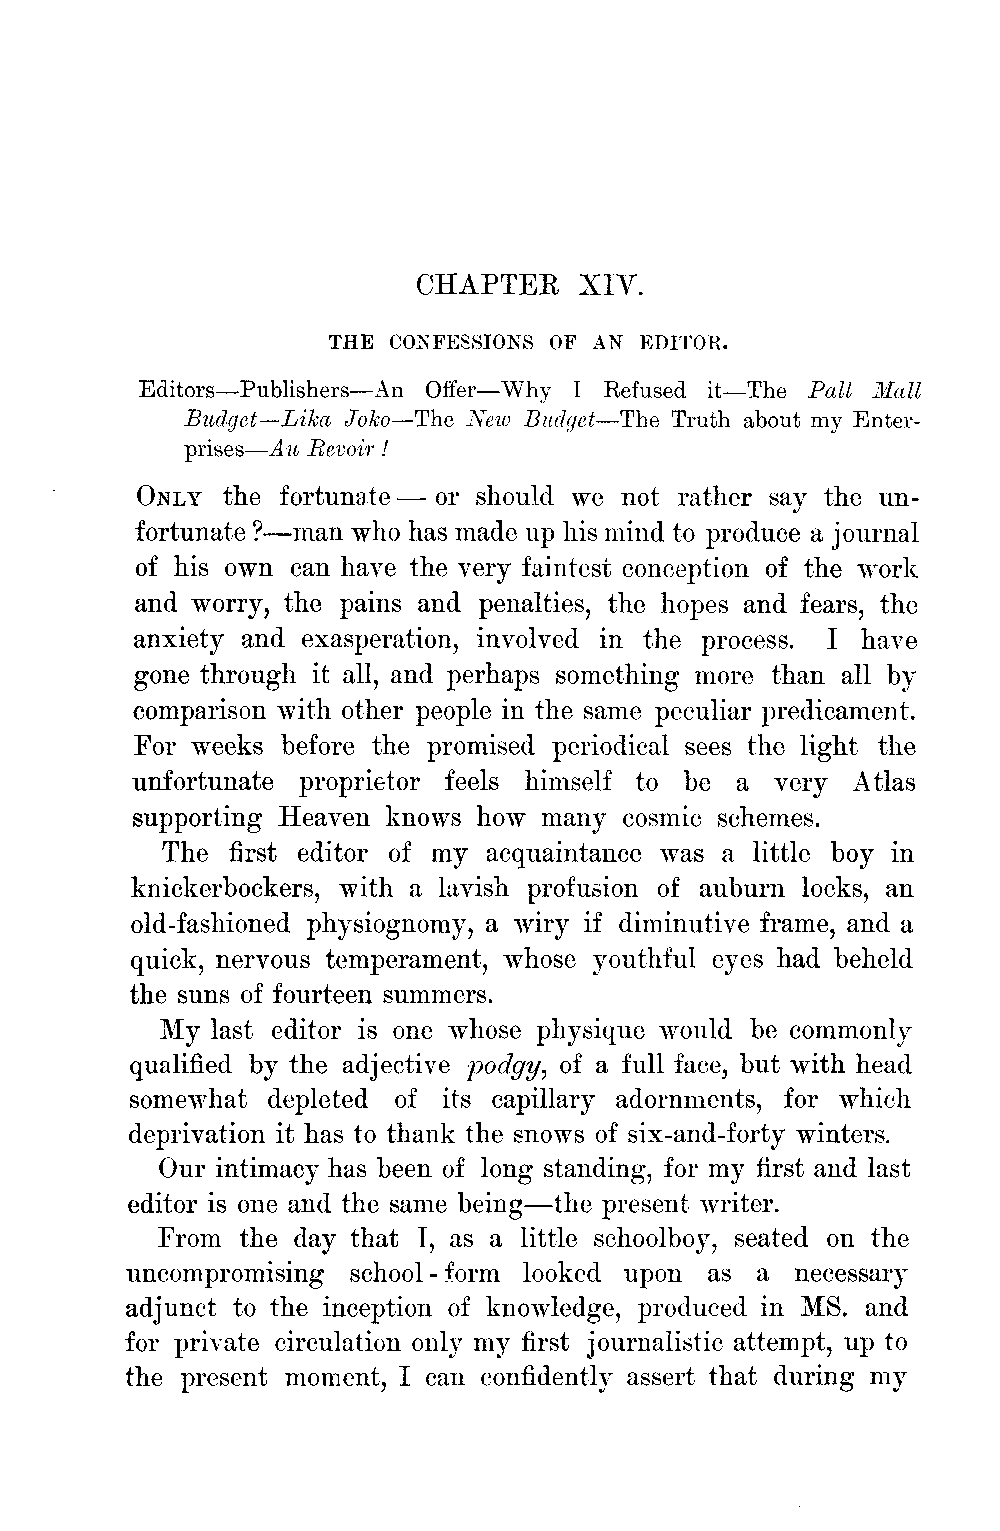 CHAPTER XIV.
THE CONFESSIONS OF AN EDITOR.
Editors—Publishers—An Offer—Why I Refused it—The Pall Mall
Budget—Lika Joko—The New Budget—The Truth about my Enter-
prises—Au Revoir!
ONLY the fortunate—or should we not rather say the un-
fortunate?—man who has made up his mind to produce a journal
of his own can have the very faintest conception of the work
and worry, the pains and penalties, the hopes and fears, the
anxiety and exasperation, involved in the process. I have
gone through it all, and perhaps something more than all by
comparison with other people in the same peculiar predicament.
For weeks before the promised periodical sees the light the
unfortunate proprietor feels himself to be a very Atlas
supporting Heaven knows how many cosmic schemes.
The first editor of my acquaintance was a little boy in
knickerbockers, with a lavish profusion of auburn locks, an
old-fashioned physiognomy, a wiry if diminutive frame, and a
quick, nervous temperament, whose youthful eyes had beheld
the suns of fourteen summers.
My last editor is one whose physique would be commonly
qualified by the adjective podgy, of a full face, but with head
somewhat depleted of its capillary adornments, for which
deprivation it has to thank the snows of six-and-forty winters.
Our intimacy has been of long standing, for my first and last
editor is one and the same being—the present writer.
From the day that I, as a little schoolboy, seated on the
uncompromising school-form looked upon as a necessary
adjunct to the inception of knowledge, produced in MS. and
for private circulation only my first journalistic attempt, up to
the present moment, I can confidently assert that during my